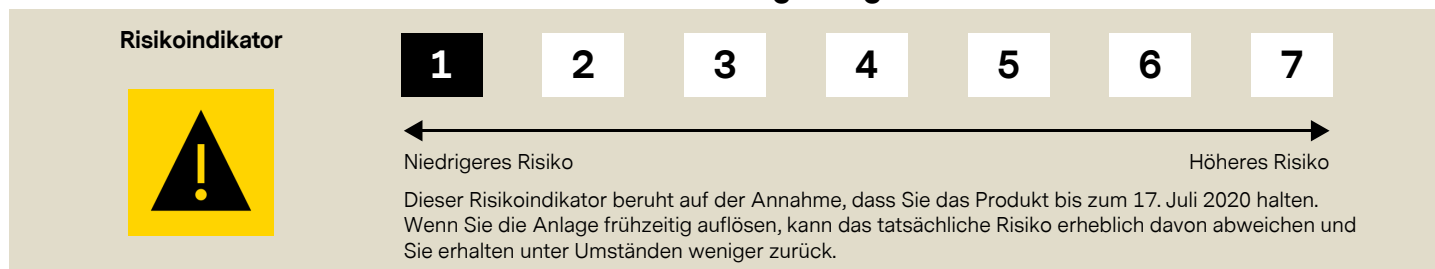 Risikoindikator
1 2 3 4 5 6 7
Niedrigeres Risiko Höheres Risiko
Dieser Risikoindikator beruht auf der Annahme, dass Sie das Produkt bis zum 17. Juli 2020 halten.
Wenn Sie die Anlage frühzeitig auflösen, kann das tatsächliche Risiko erheblich davon abweichen und
Sie erhalten unter Umständen weniger zurück.